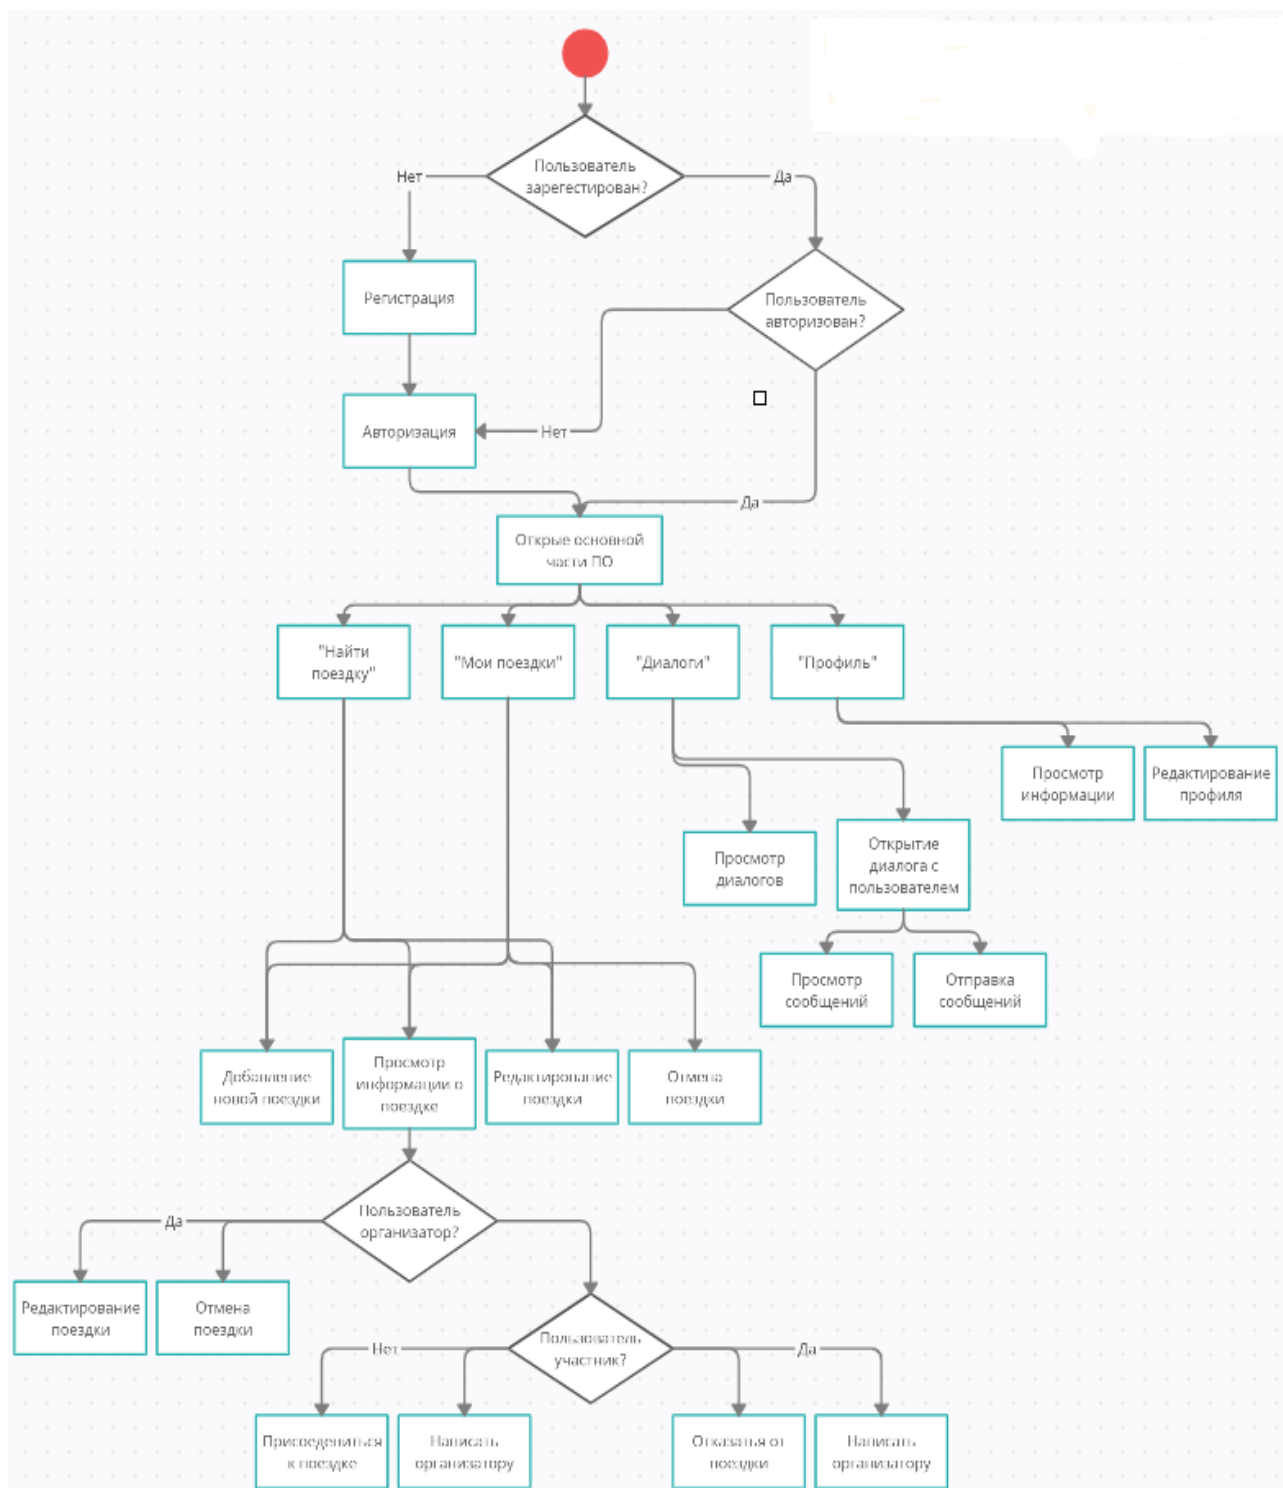 Пользователь
зарегестирован?
Нет
Да
Регистрация
Пользователь
авторизован?
Авторизация
Нет
Да
Открые основной
части ПО
"Найти
поездку"
"Мои поездки"
"Диалоги"
"Профиль"
Просмотр
информации
Редактирование
профиля
Просмотр
диалогов
Открытие
диалога с
пользователем
Просмотр
сообщений
Отправка
сообщений
Добавление
новой поездки
Просмотр
информации о
поездке
Редактирование
поездки
Отмена
поездки
Пользователь
организатор?
Да
Редактирование
поездки
Отмена
поездки
Пользователь
участник?
Нет
Да
Присоедениться
к поездке
Написать
организатору
Отказатья от
поездки
Написать
организатору